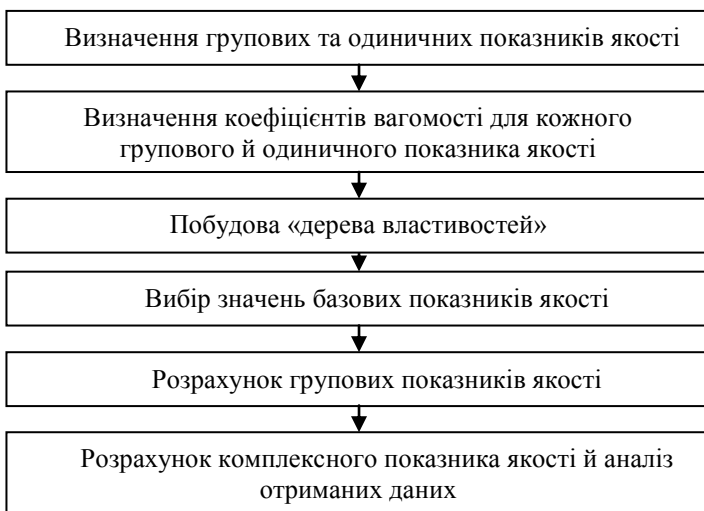 Визначення групових та одиничних показників якості
Визначення коефіцієнтів вагомості для кожного
групового й одиничного показника якості
Побудова «дерева властивостей»
Вибір значень базових показників якості
Розрахунок групових показників якості
Розрахунок комплексного показника якості й аналіз
отриманих даних